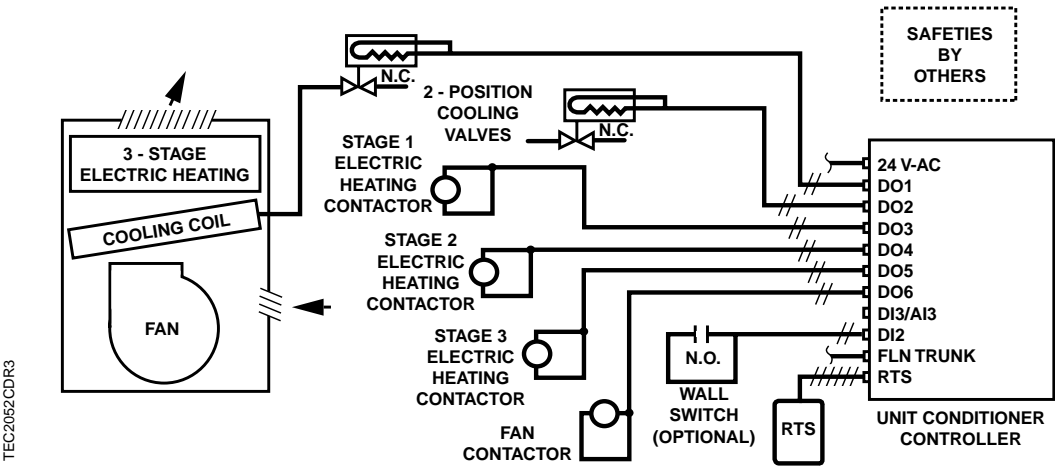 SAFETIES
BY
OTHERS
N.C.
2 - POSITION
COOLING
VALVES
N.C.
3 - STAGE
ELECTRIC HEATING
COOLING COIL
FAN
STAGE 1
ELECTRIC
HEATING
CONTACTOR
STAGE 2
ELECTRIC
HEATING
CONTACTOR
STAGE 3
ELECTRIC
HEATING
CONTACTOR
FAN
CONTACTOR
N.O.
WALL
SWITCH
(OPTIONAL)
RTS
24 V-AC
DO1
DO2
DO3
DO4
DO5
DO6
DI3/AI3
DI2
FLN TRUNK
RTS
UNIT CONDITIONER
CONTROLLER
TEC2052CDR3